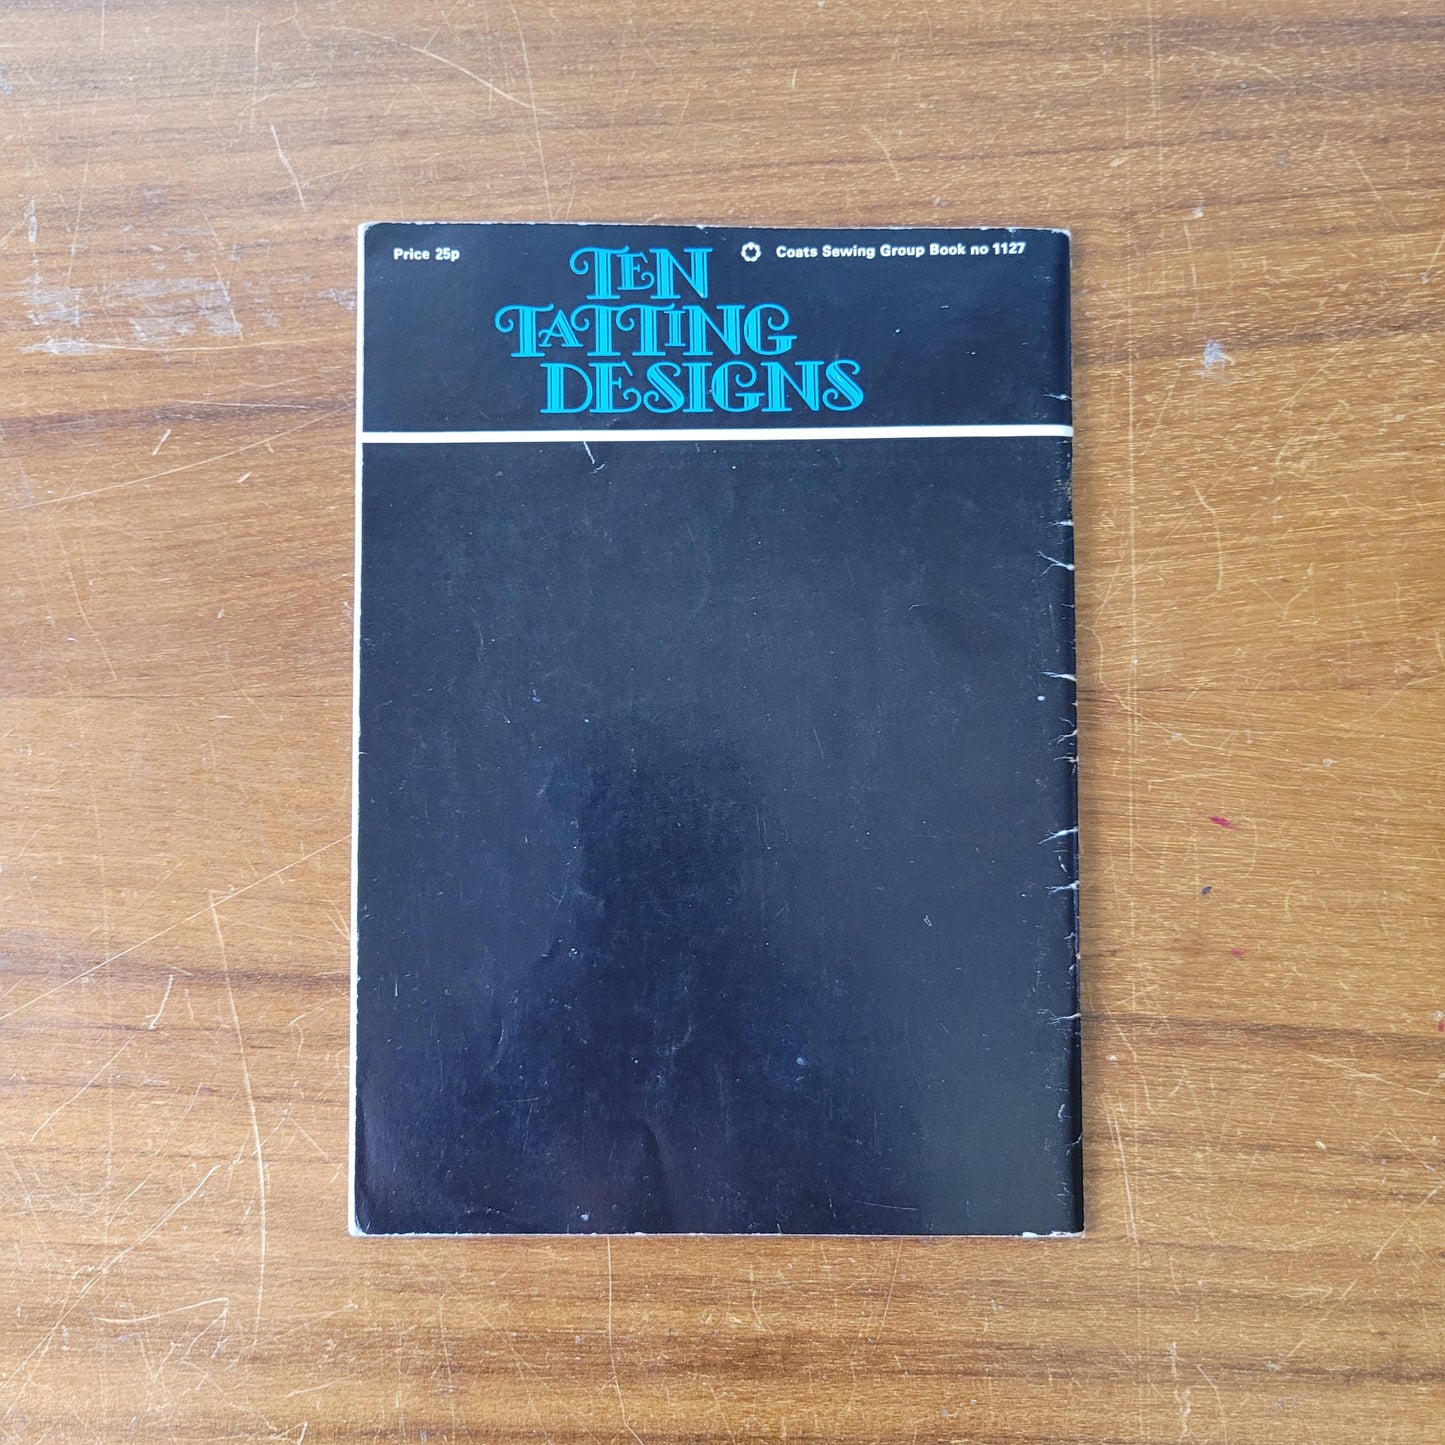 Price 25p
TEN
TATTING
DESIGNS
Coats Sewing Group Book no 1127